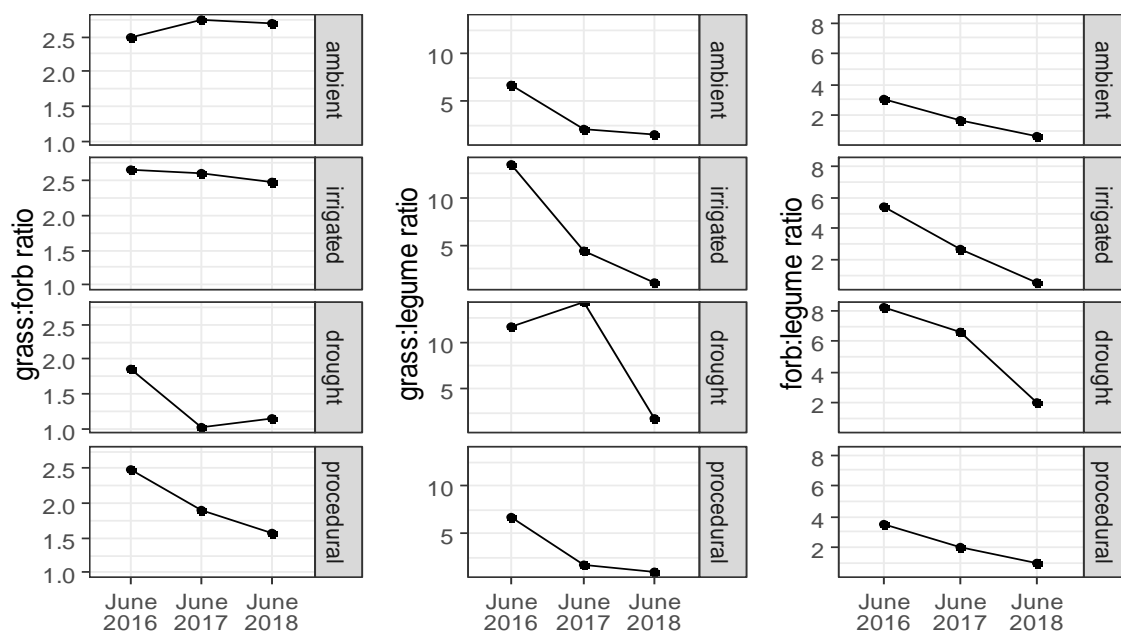 grass:forb ratio
2.5
2.0
1.5
1.0
ambient
2.5
2.0
1.5
1.0
irrigated
2.5
2.0
1.5
1.0
drought
2.5
2.0
1.5
1.0
procedural
June 2016
June 2017
June 2018
grass:legume ratio
10
5
ambient
10
5
irrigated
10
5
drought
10
5
procedural
June 2016
June 2017
June 2018
forb:legume ratio
8
6
4
2
ambient
8
6
4
2
irrigated
8
6
4
2
drought
8
6
4
2
procedural
June 2016
June 2017
June 2018